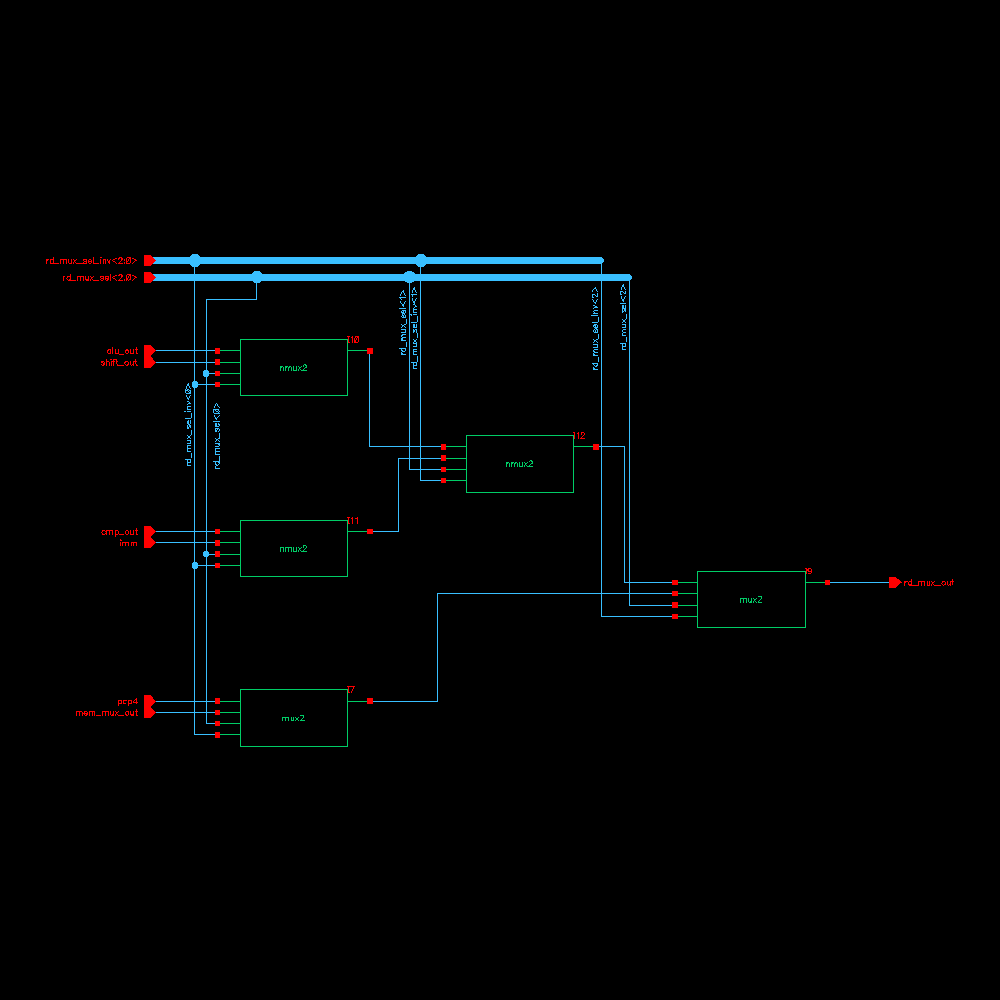 rd_mux_sel_inv<2:0>
rd_mux_sel<2:0>
rd_mux_sel<1>
rd_mux_sel_inv<1>
rd_mux_sel_inv<2>
rd_mux_sel<2>
alu_out
shift_out
I10
nmux2
rd_mux_sel_inv<0>
rd_mux_sel<0>
I12
nmux2
cmp_out
imm
I11
nmux2
I9
mux2
rd_mux_out
pcp4
mem_mux_out
I7
mux2